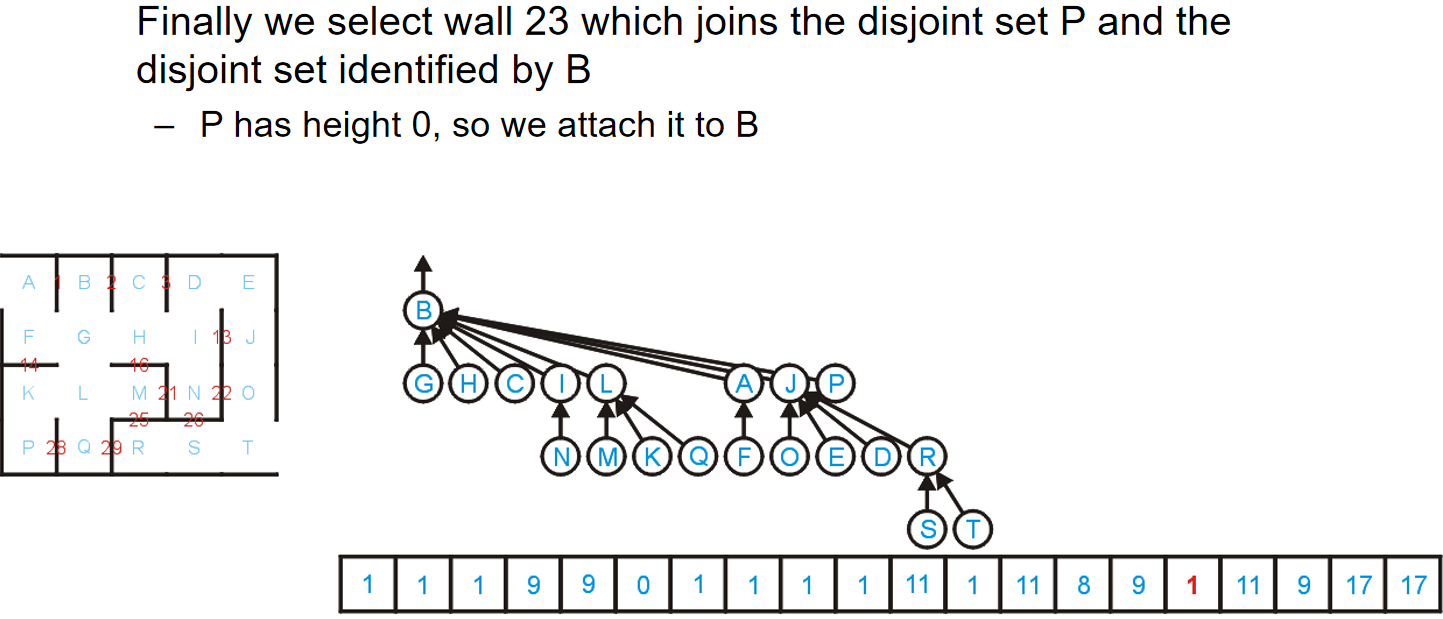 Finally we select wall 23 which joins the disjoint set P and the
disjoint set identified by B
– P has height 0, so we attach it to B
A 1 B 2 C 3 D E
F G H I 13 J
14 16
K L M 21 N 22 O
25 26
P 28 Q 29 R S T
B
G H C I L A J P
N M K Q F O E D R
S T
1 1 1 9 9 0 1 1 1 1 11 1 11 8 9 1 11 9 17 17